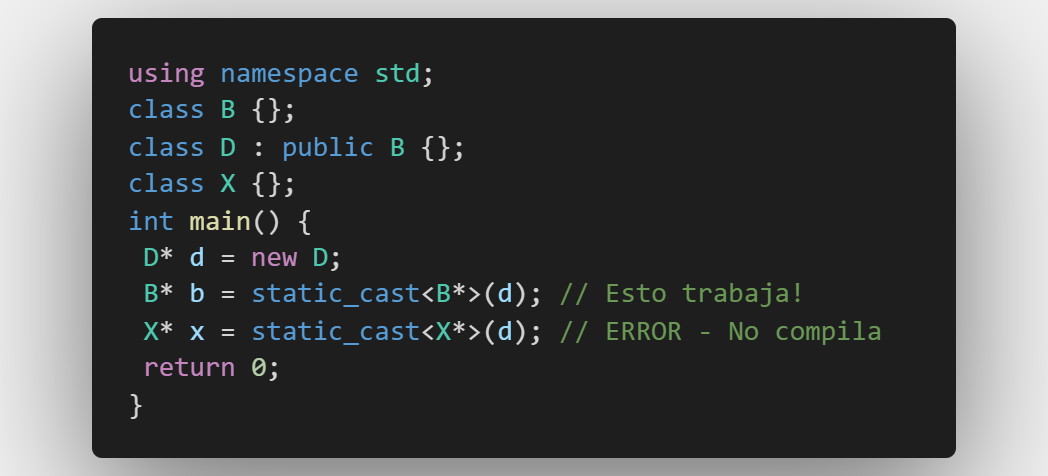 using namespace std;
class B {};
class D : public B {};
class X {};
int main() {
 D* d = new D;
 B* b = static_cast<B*>(d); // Esto trabaja!
 X* x = static_cast<X*>(d); // ERROR - No compila
 return 0;
}